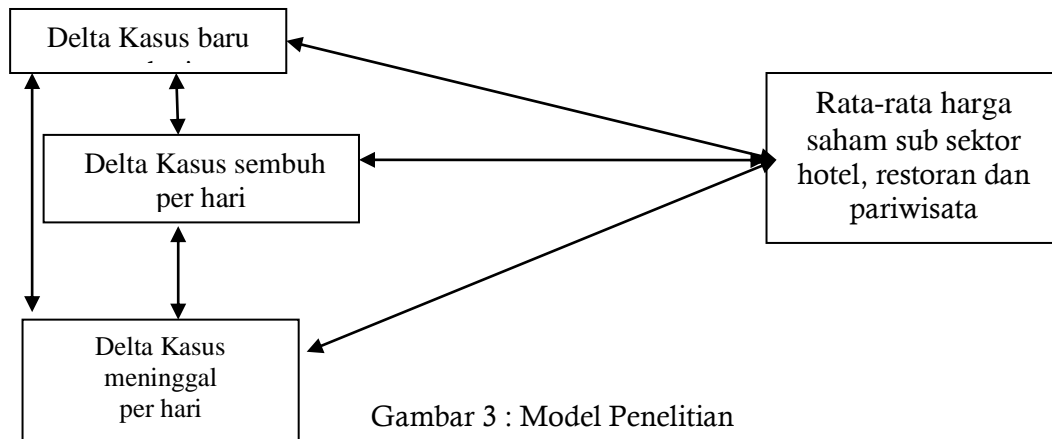 Delta Kasus baru
Delta Kasus sembuh
per hari
Delta Kasus
meninggal
per hari
Rata-rata harga
saham sub sektor
hotel, restoran dan
pariwisata
Gambar 3 : Model Penelitian